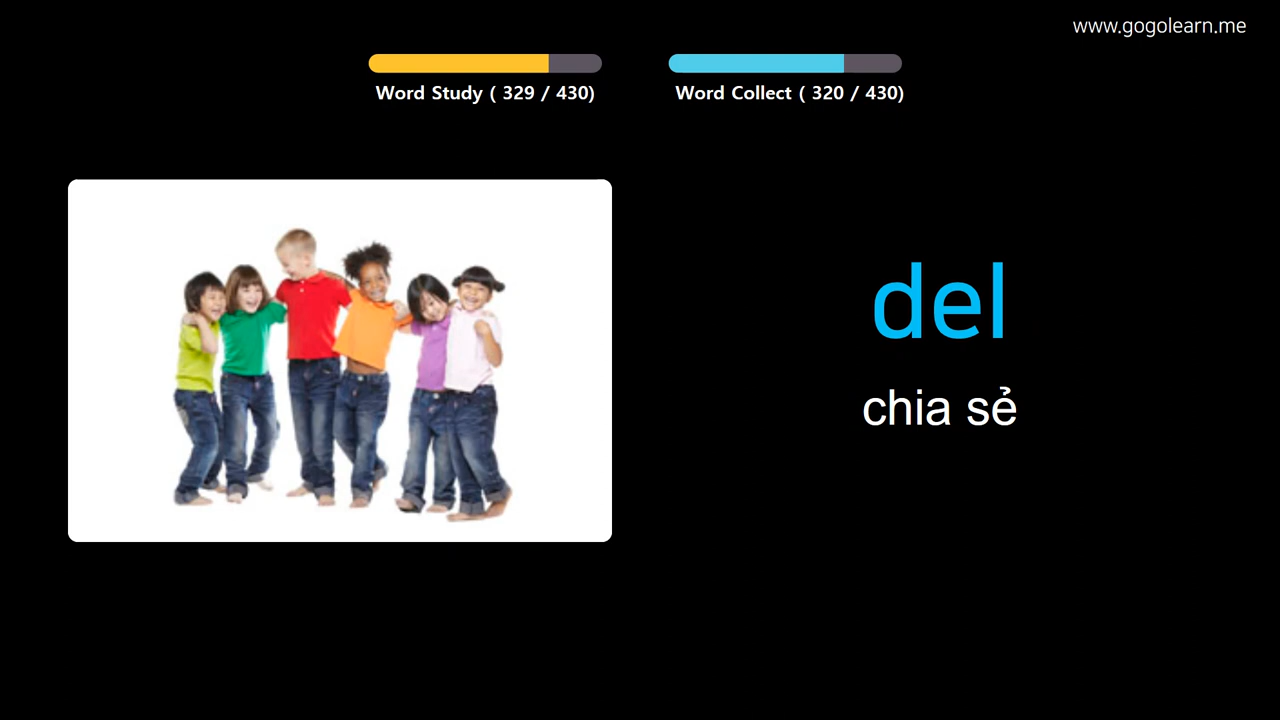 www.gogolearn.me
Word Study ( 329 / 430)
Word Collect ( 320 / 430)
del
chia sẻ